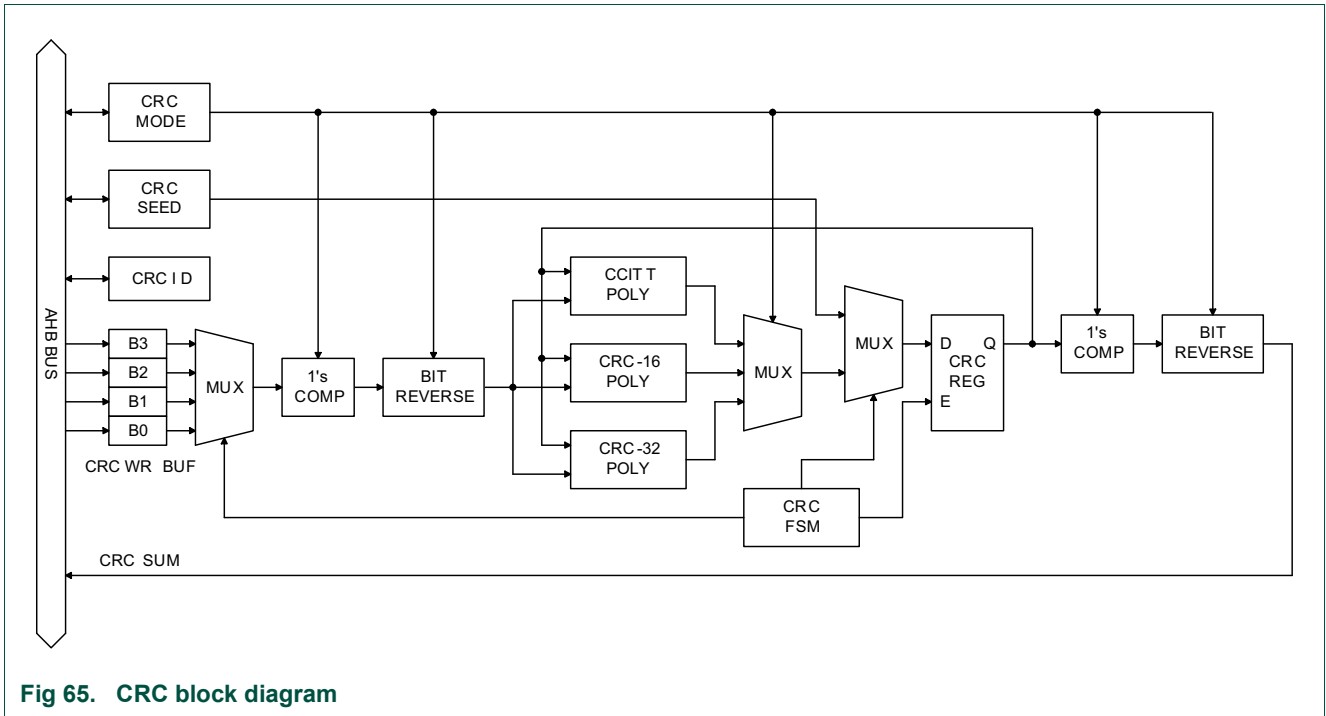 CRC
MODE
CRC
SEED
CRC ID
AHB BUS
B3
B2
B1
B0
CRC WR BUF
MUX
1's
COMP
BIT
REVERSE
CCITT
POLY
CRC-16
POLY
CRC-32
POLY
MUX
MUX
D Q
CRC
REG
E
CRC
FSM
1's
COMP
BIT
REVERSE
CRC SUM
Fig 65. CRC block diagram